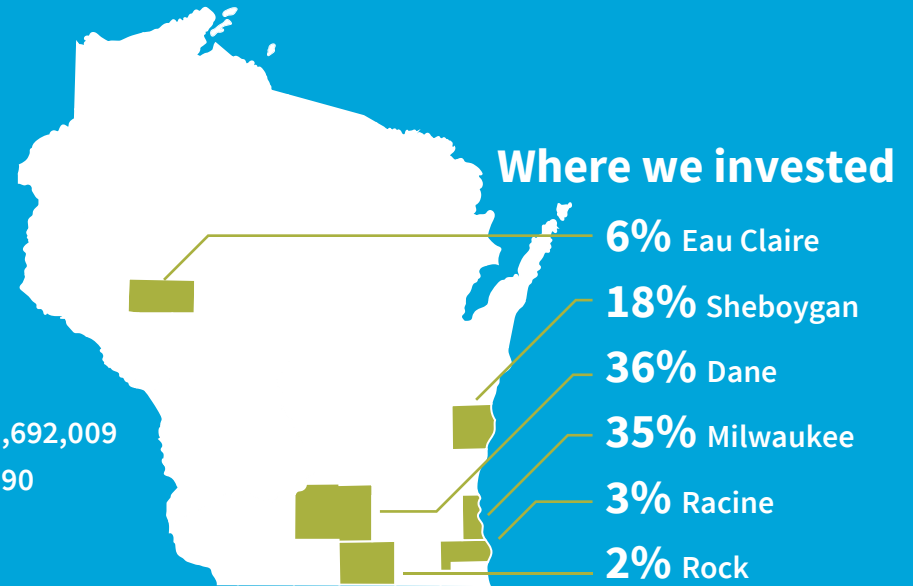 Where we invested
6% Eau Claire
18% Sheboygan
36% Dane
35% Milwaukee
3% Racine
2% Rock
,692,009
90